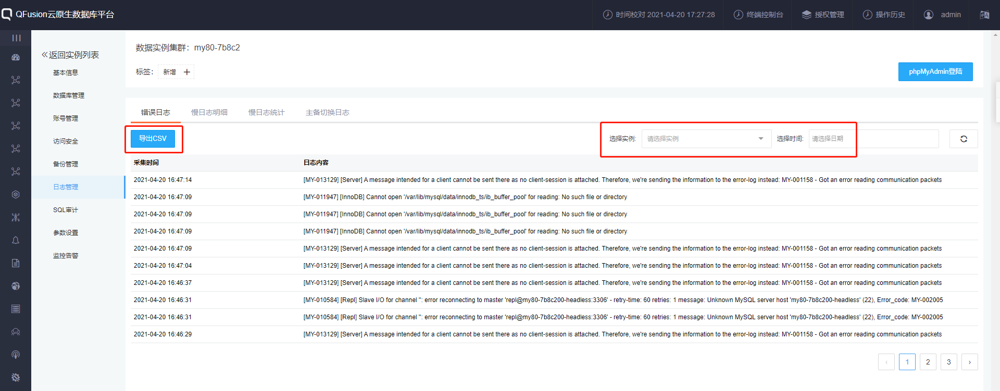 QFusion云原生数据库平台
时间校对 2021-04-20 17:27:28
终端控制台
授权管理
操作历史
admin
返回实例列表
基本信息
数据库管理
账号管理
访问安全
备份管理
日志管理
SQL审计
参数设置
监控告警
数据实例集群：my80-7b8c2
标签：
新增
phpMyAdmin登陆
错误日志 慢日志明细 慢日志统计 主备切换日志
导出CSV
选择实例: 请选择实例 选择时间: 请选择日期
采集时间 日志内容
2021-04-20 16:47:14 [MY-013129] [Server] A message intended for a client cannot be sent there as no client-session is attached. Therefore, we're sending the information to the error-log instead: MY-001158 - Got an error reading communication packets
2021-04-20 16:47:09 [MY-011947] [InnoDB] Cannot open '/var/lib/mysql/data/innodb_ts/ib_buffer_pool' for reading: No such file or directory
2021-04-20 16:47:09 [MY-011947] [InnoDB] Cannot open '/var/lib/mysql/data/innodb_ts/ib_buffer_pool' for reading: No such file or directory
2021-04-20 16:47:09 [MY-011947] [InnoDB] Cannot open '/var/lib/mysql/data/innodb_ts/ib_buffer_pool' for reading: No such file or directory
2021-04-20 16:47:09 [MY-013129] [Server] A message intended for a client cannot be sent there as no client-session is attached. Therefore, we're sending the information to the error-log instead: MY-001158 - Got an error reading communication packets
2021-04-20 16:47:04 [MY-013129] [Server] A message intended for a client cannot be sent there as no client-session is attached. Therefore, we're sending the information to the error-log instead: MY-001158 - Got an error reading communication packets
2021-04-20 16:46:37 [MY-013129] [Server] A message intended for a client cannot be sent there as no client-session is attached. Therefore, we're sending the information to the error-log instead: MY-001158 - Got an error reading communication packets
2021-04-20 16:46:31 [MY-010584] [Repl] Slave I/O for channel '': error reconnecting to master 'repl@my80-7b8c200-headless:3306' - retry-time: 60 retries: 1 message: Unknown MySQL server host 'my80-7b8c200-headless' (22), Error_code: MY-002005
2021-04-20 16:46:31 [MY-010584] [Repl] Slave I/O for channel '': error reconnecting to master 'repl@my80-7b8c200-headless:3306' - retry-time: 60 retries: 1 message: Unknown MySQL server host 'my80-7b8c200-headless' (22), Error_code: MY-002005
2021-04-20 16:46:29 [MY-013129] [Server] A message intended for a client cannot be sent there as no client-session is attached. Therefore, we're sending the information to the error-log instead: MY-001158 - Got an error reading communication packets
‹ 1 2 3 ›